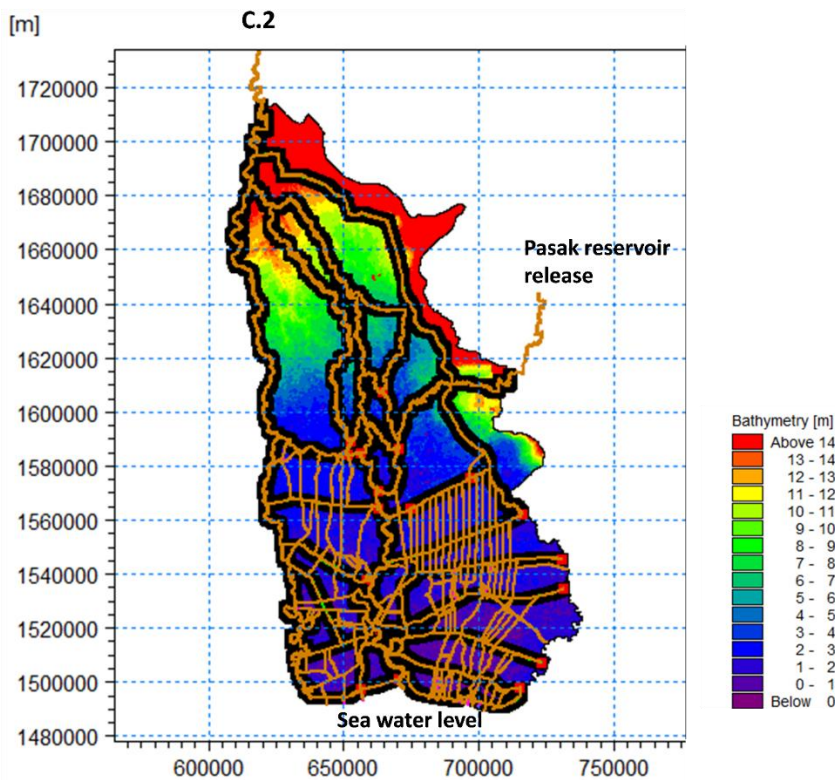 C.2
[m]
1720000
1700000
1680000
1660000
1640000
1620000
1600000
1580000
1560000
1540000
1520000
1500000
1480000
600000
650000
700000
750000
Pasak reservoir
release
Sea water level
Bathymetry [m]
Above 14
13 - 14
12 - 13
11 - 12
10 - 11
9 - 10
8 - 9
7 - 8
6 - 7
5 - 6
4 - 5
3 - 4
2 - 3
1 - 2
0 - 1
Below 0